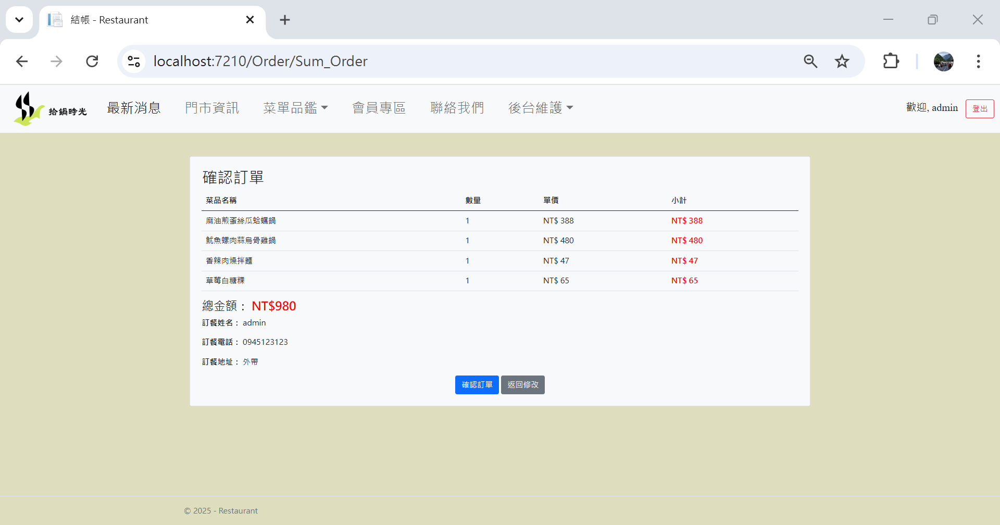 結帳 - Restaurant
localhost:7210/Order/Sum_Order
拾鍋時光 最新消息 門市資訊 菜單品鑑 會員專區 聯絡我們 後台維護 歡迎, admin 登出
確認訂單
菜品名稱 數量 單價 小計
麻油煎蛋絲瓜蛤蠣鍋 1 NT$ 388 NT$ 388
魷魚螺肉蒜烏骨雞鍋 1 NT$ 480 NT$ 480
香辣肉燥拌麵 1 NT$ 47 NT$ 47
草莓白糖粿 1 NT$ 65 NT$ 65
總金額： NT$980
訂餐姓名： admin
訂餐電話： 0945123123
訂餐地址： 外帶
確認訂單 返回修改
© 2025 - Restaurant